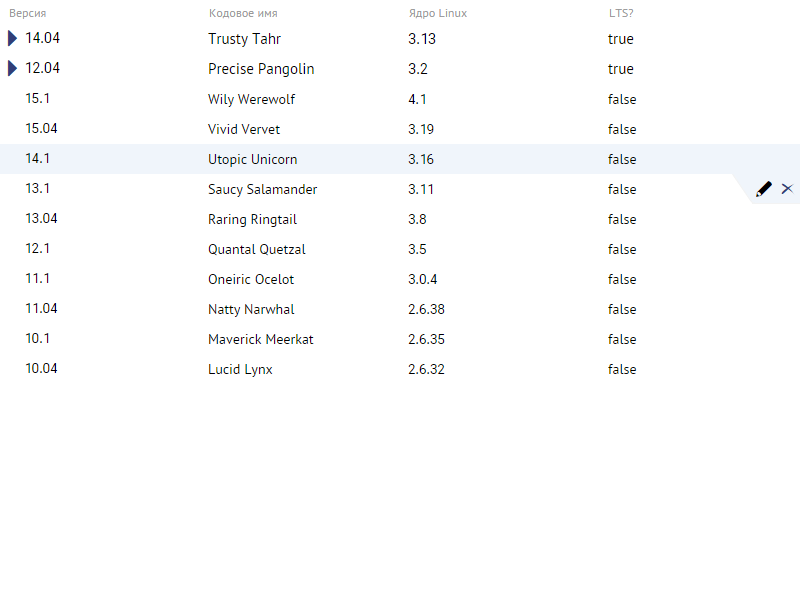 Версия Кодовое имя Ядро Linux LTS?
14.04 Trusty Tahr 3.13 true
12.04 Precise Pangolin 3.2 true
15.1 Wily Werewolf 4.1 false
15.04 Vivid Vervet 3.19 false
14.1 Utopic Unicorn 3.16 false
13.1 Saucy Salamander 3.11 false
13.04 Raring Ringtail 3.8 false
12.1 Quantal Quetzal 3.5 false
11.1 Oneiric Ocelot 3.0.4 false
11.04 Natty Narwhal 2.6.38 false
10.1 Maverick Meerkat 2.6.35 false
10.04 Lucid Lynx 2.6.32 false